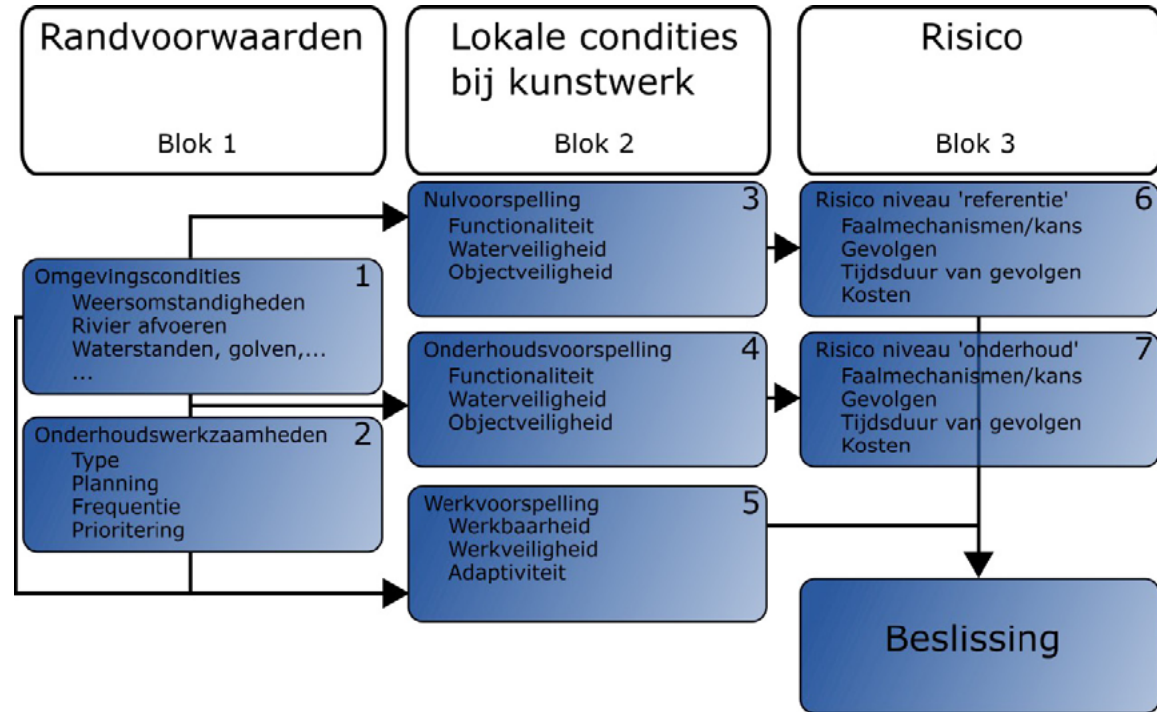 Randvoorwaarden
Blok 1
Lokale condities
bij kunstwerk
Blok 2
Risico
Blok 3
Omgevingscondities 1
Weersomstandigheden
Rivier afvoeren
Waterstanden, golven,...
...
Onderhoudswerkzaamheden 2
Type
Planning
Frequentie
Prioritering
Nulvoorspelling 3
Functionaliteit
Waterveiligheid
Objectveiligheid
Onderhoudsvoorspelling 4
Functionaliteit
Waterveiligheid
Objectveiligheid
Werkvoorspelling 5
Werkbaarheid
Werkveiligheid
Adaptiviteit
Risico niveau 'referentie' 6
Faalmechanismen/kans
Gevolgen
Tijdsduur van gevolgen
Kosten
Risico niveau 'onderhoud' 7
Faalmechanismen/kans
Gevolgen
Tijdsduur van gevolgen
Kosten
Beslissing